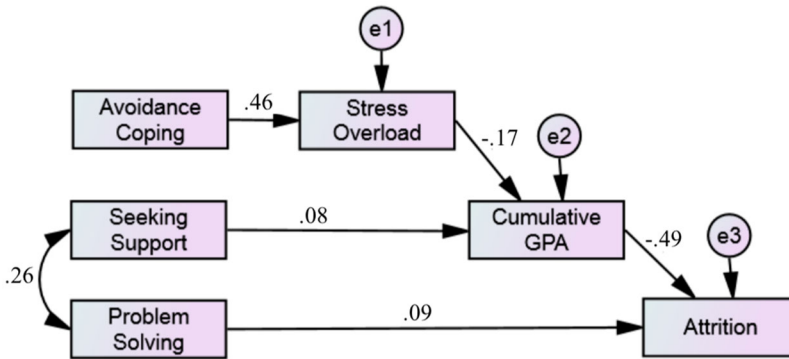 e1
Avoidance
Coping
.46
Stress
Overload
-.17
e2
Seeking
Support
.08
Cumulative
GPA
-.49
e3
.26
Problem
Solving
.09
Attrition